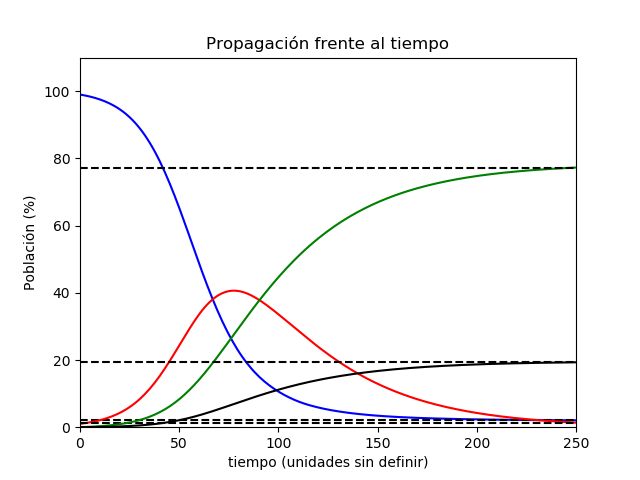 Propagación frente al tiempo
Población (%)
100
80
60
40
20
0
0 50 100 150 200 250
tiempo (unidades sin definir)